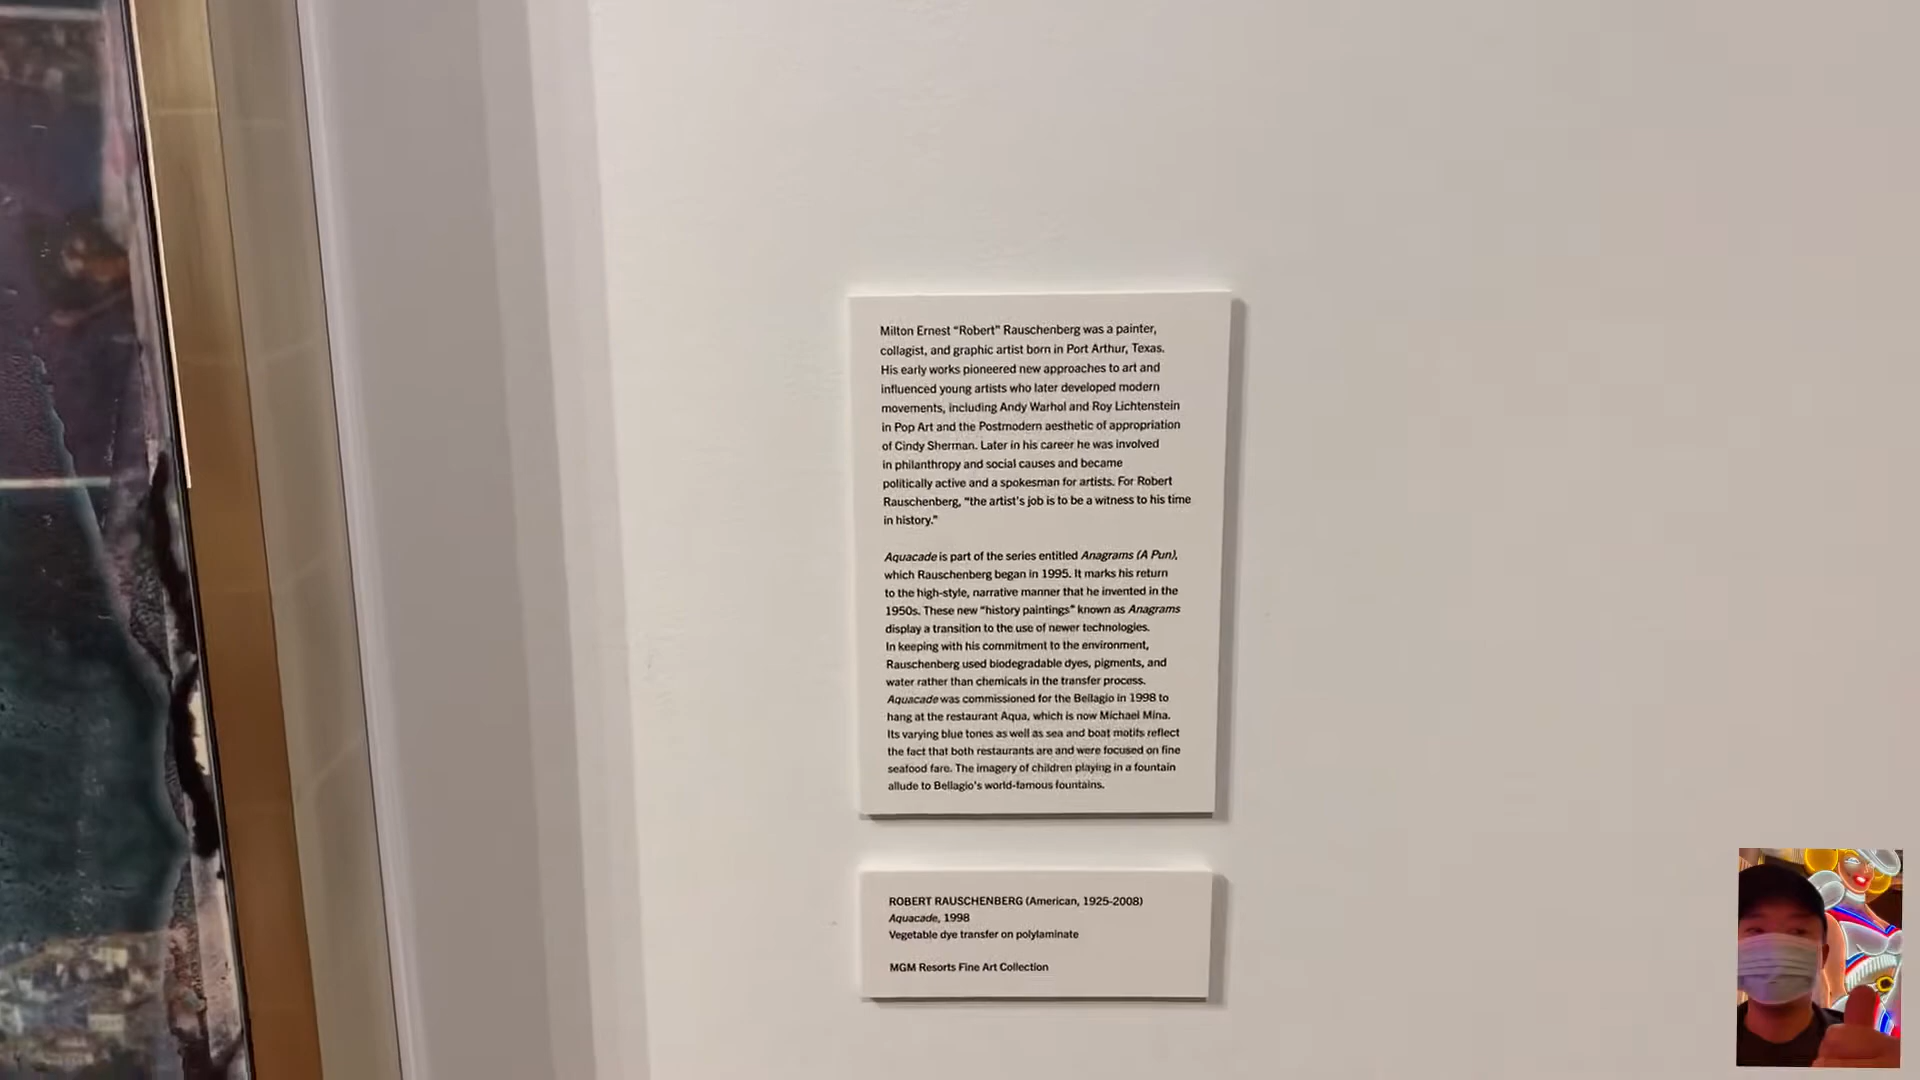 Milton Ernest “Robert” Rauschenberg was a painter,
collagist, and graphic artist born in Port Arthur, Texas.
His early works pioneered new approaches to art and
influenced young artists who later developed modern
movements, including Andy Warhol and Roy Lichtenstein
in Pop Art and the Postmodern aesthetic of appropriation
of Cindy Sherman. Later in his career he was involved
in philanthropy and social causes and became
politically active and a spokesman for artists. For Robert
Rauschenberg, “the artist's job is to be a witness to his time
in history.”
Aquacade is part of the series entitled Anagrams (A Pun),
which Rauschenberg began in 1995. It marks his return
to the high-style, narrative manner that he invented in the
1950s. These new “history paintings” known as Anagrams
display a transition to the use of newer technologies.
In keeping with his commitment to the environment,
Rauschenberg used biodegradable dyes, pigments, and
water rather than chemicals in the transfer process.
Aquacade was commissioned for the Bellagio in 1998 to
hang at the restaurant Aqua, which is now Michael Mina.
Its varying blue tones as well as sea and boat motifs reflect
the fact that both restaurants are and were focused on fine
seafood fare. The imagery of children playing in a fountain
allude to Bellagio's world-famous fountains.
ROBERT RAUSCHENBERG (American, 1925-2008)
Aquacade, 1998
Vegetable dye transfer on polylaminate
MGM Resorts Fine Art Collection